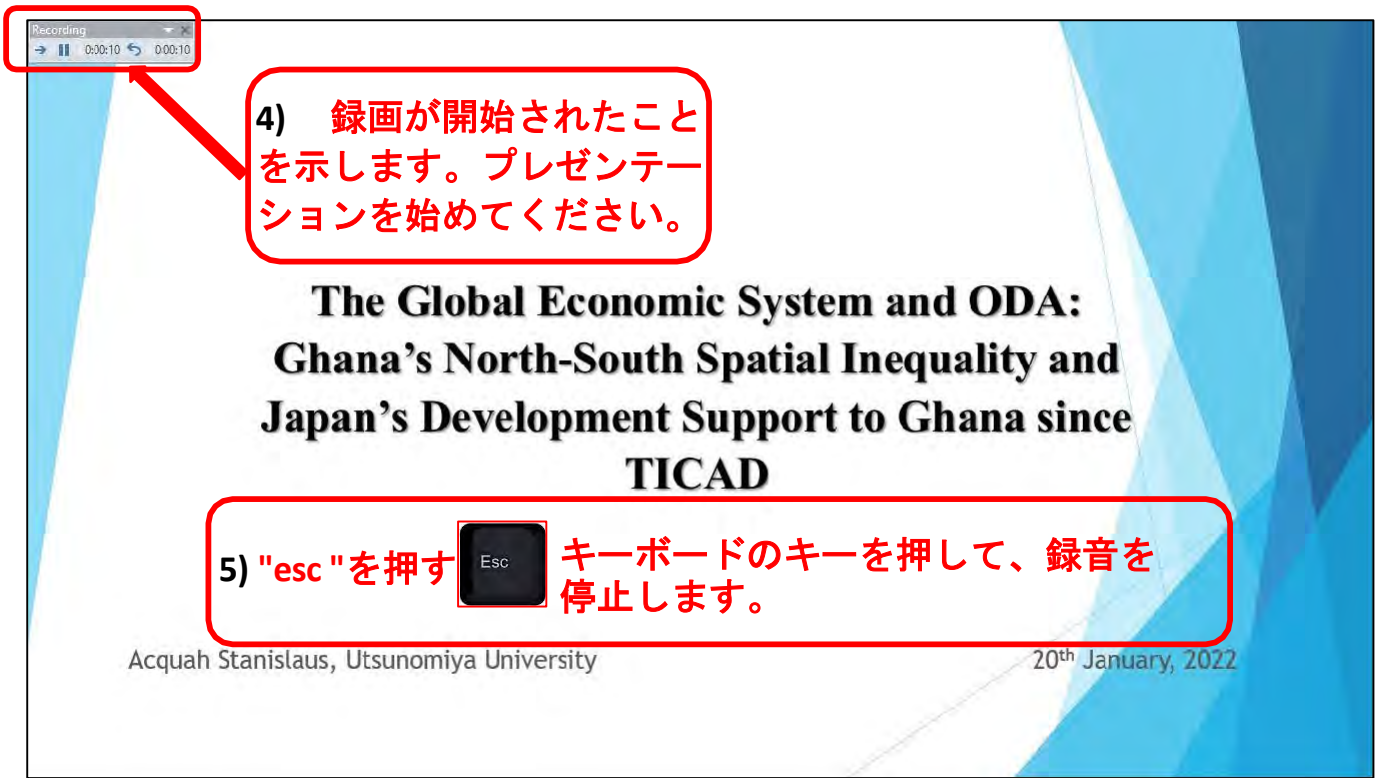 Recording
0:00:10 0:00:10
4) 録画が開始されたこと
を示します。プレゼンテー
ションを始めてください。
The Global Economic System and ODA:
Ghana’s North-South Spatial Inequality and
Japan’s Development Support to Ghana since
TICAD
5) "esc "を押す Esc キーボードのキーを押して、録音を
停止します。
Acquah Stanislaus, Utsunomiya University 20th January, 2022